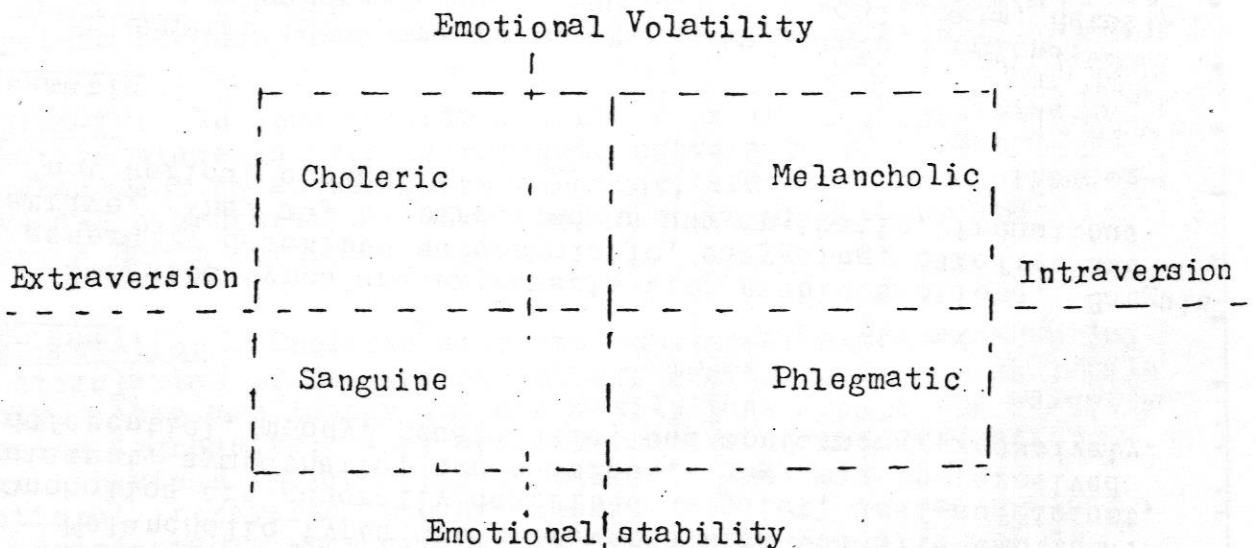 Emotional Volatility
Choleric Melancholic
Extraversion Intraversion
Sanguine Phlegmatic
Emotional stability